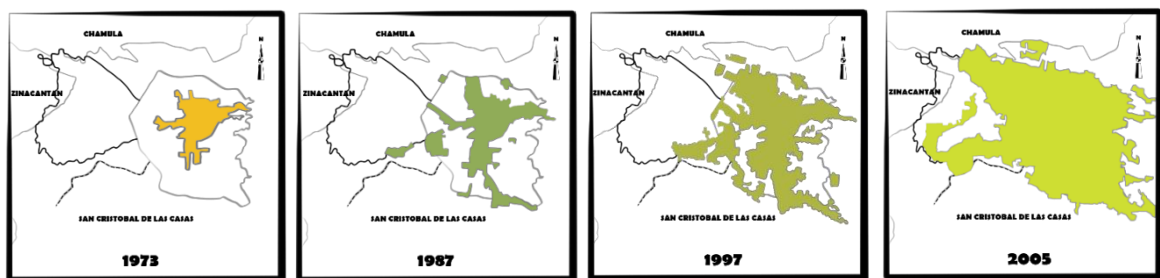 CHAMULA
N
ZINACANTAN
SAN CRISTOBAL DE LAS CASAS
1973
CHAMULA
N
ZINACANTAN
SAN CRISTOBAL DE LAS CASAS
1987
CHAMULA
N
ZINACANTAN
SAN CRISTOBAL DE LAS CASAS
1997
CHAMULA
N
ZINACANTAN
SAN CRISTOBAL DE LAS CASAS
2005